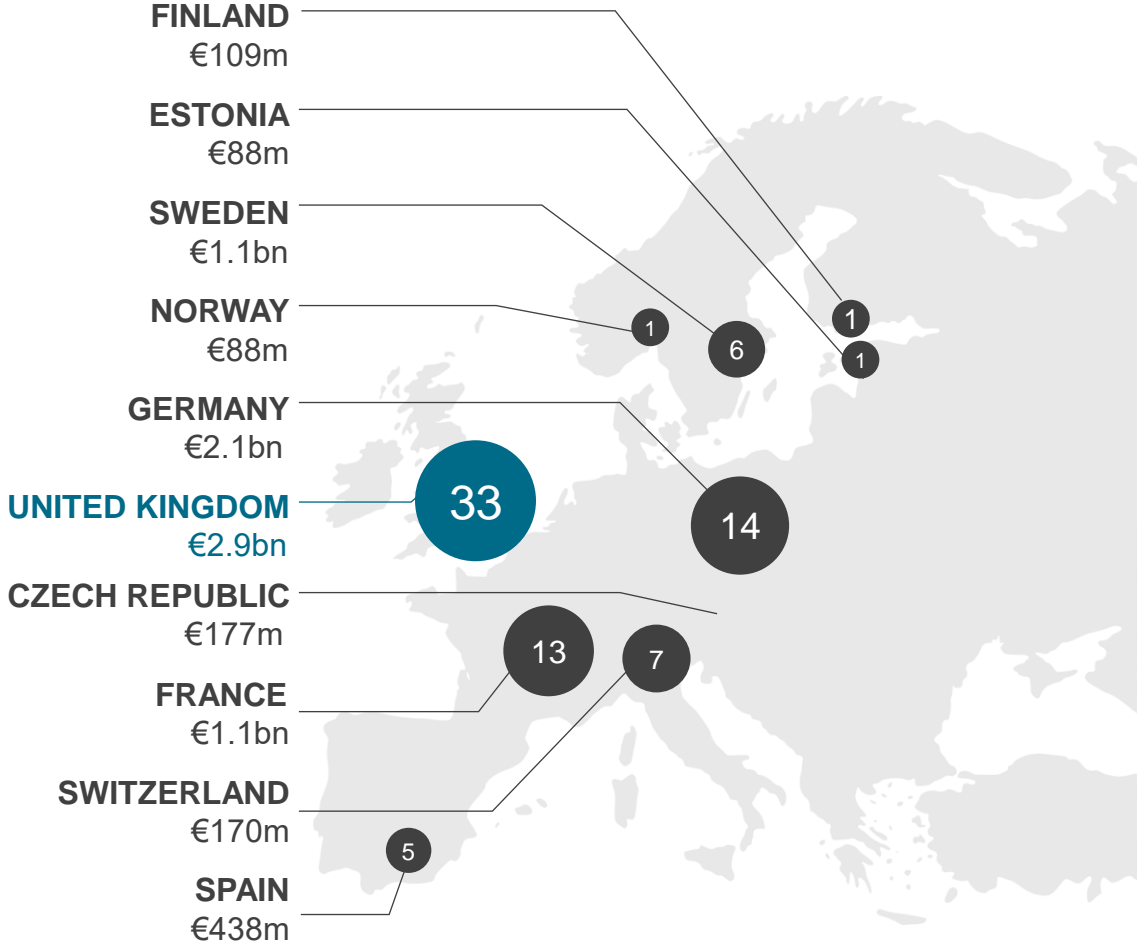 FINLAND
€109m
ESTONIA
€88m
SWEDEN
€1.1bn
NORWAY
€88m
GERMANY
€2.1bn
UNITED KINGDOM
€2.9bn
CZECH REPUBLIC
€177m
FRANCE
€1.1bn
SWITZERLAND
€170m
SPAIN
€438m
1
1
6
1
33
14
13
7
5